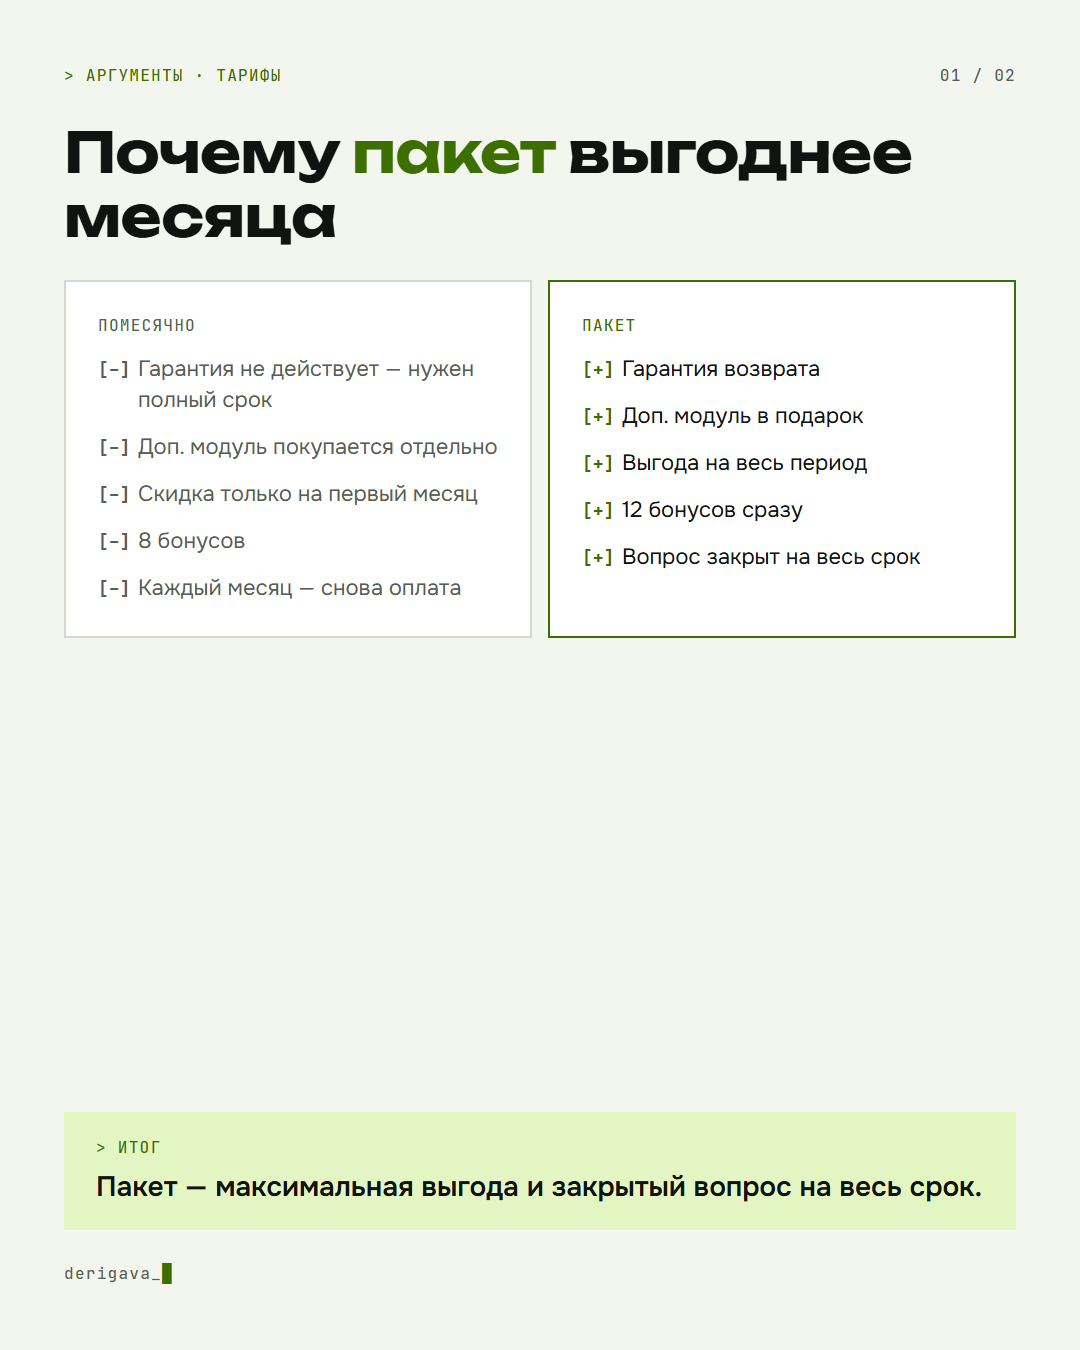 > АРГУМЕНТЫ · ТАРИФЫ
01 / 02
Почему пакет выгоднее
месяца
ПОМЕСЯЧНО
[-] Гарантия не действует — нужен
полный срок
[-] Доп. модуль покупается отдельно
[-] Скидка только на первый месяц
[-] 8 бонусов
[-] Каждый месяц — снова оплата
ПАКЕТ
[+] Гарантия возврата
[+] Доп. модуль в подарок
[+] Выгода на весь период
[+] 12 бонусов сразу
[+] Вопрос закрыт на весь срок
> ИТОГ
Пакет — максимальная выгода и закрытый вопрос на весь срок.
derigava_